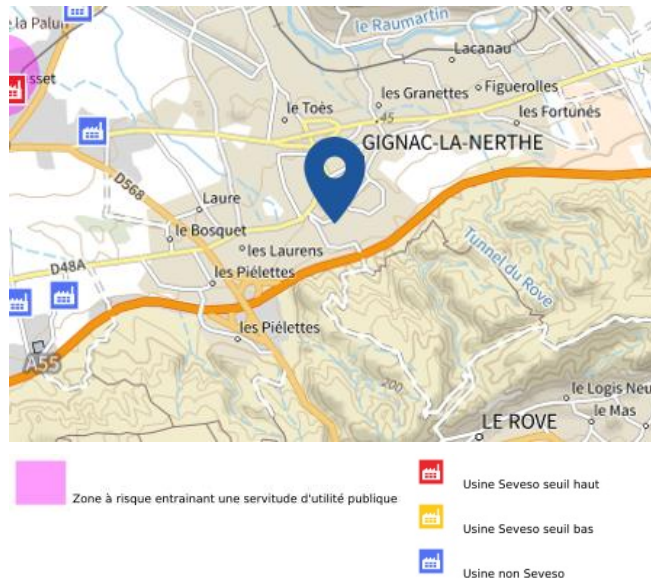 la Palun
le Raumartin
Lacanau
sset
Figuerolles
les Granettes
le Toès
45
les Fortunés
GIGNAC-LA-NERTHE
D568
Laure
le Bosquet
les Laurens
Tunnel du Rove
D48A
les Piélettes
les Piélettes
A55
200
le Logis Neu
le Mas
LE ROVE
Zone à risque entrainant une servitude d'utilité publique
Usine Seveso seuil haut
Usine Seveso seuil bas
Usine non Seveso